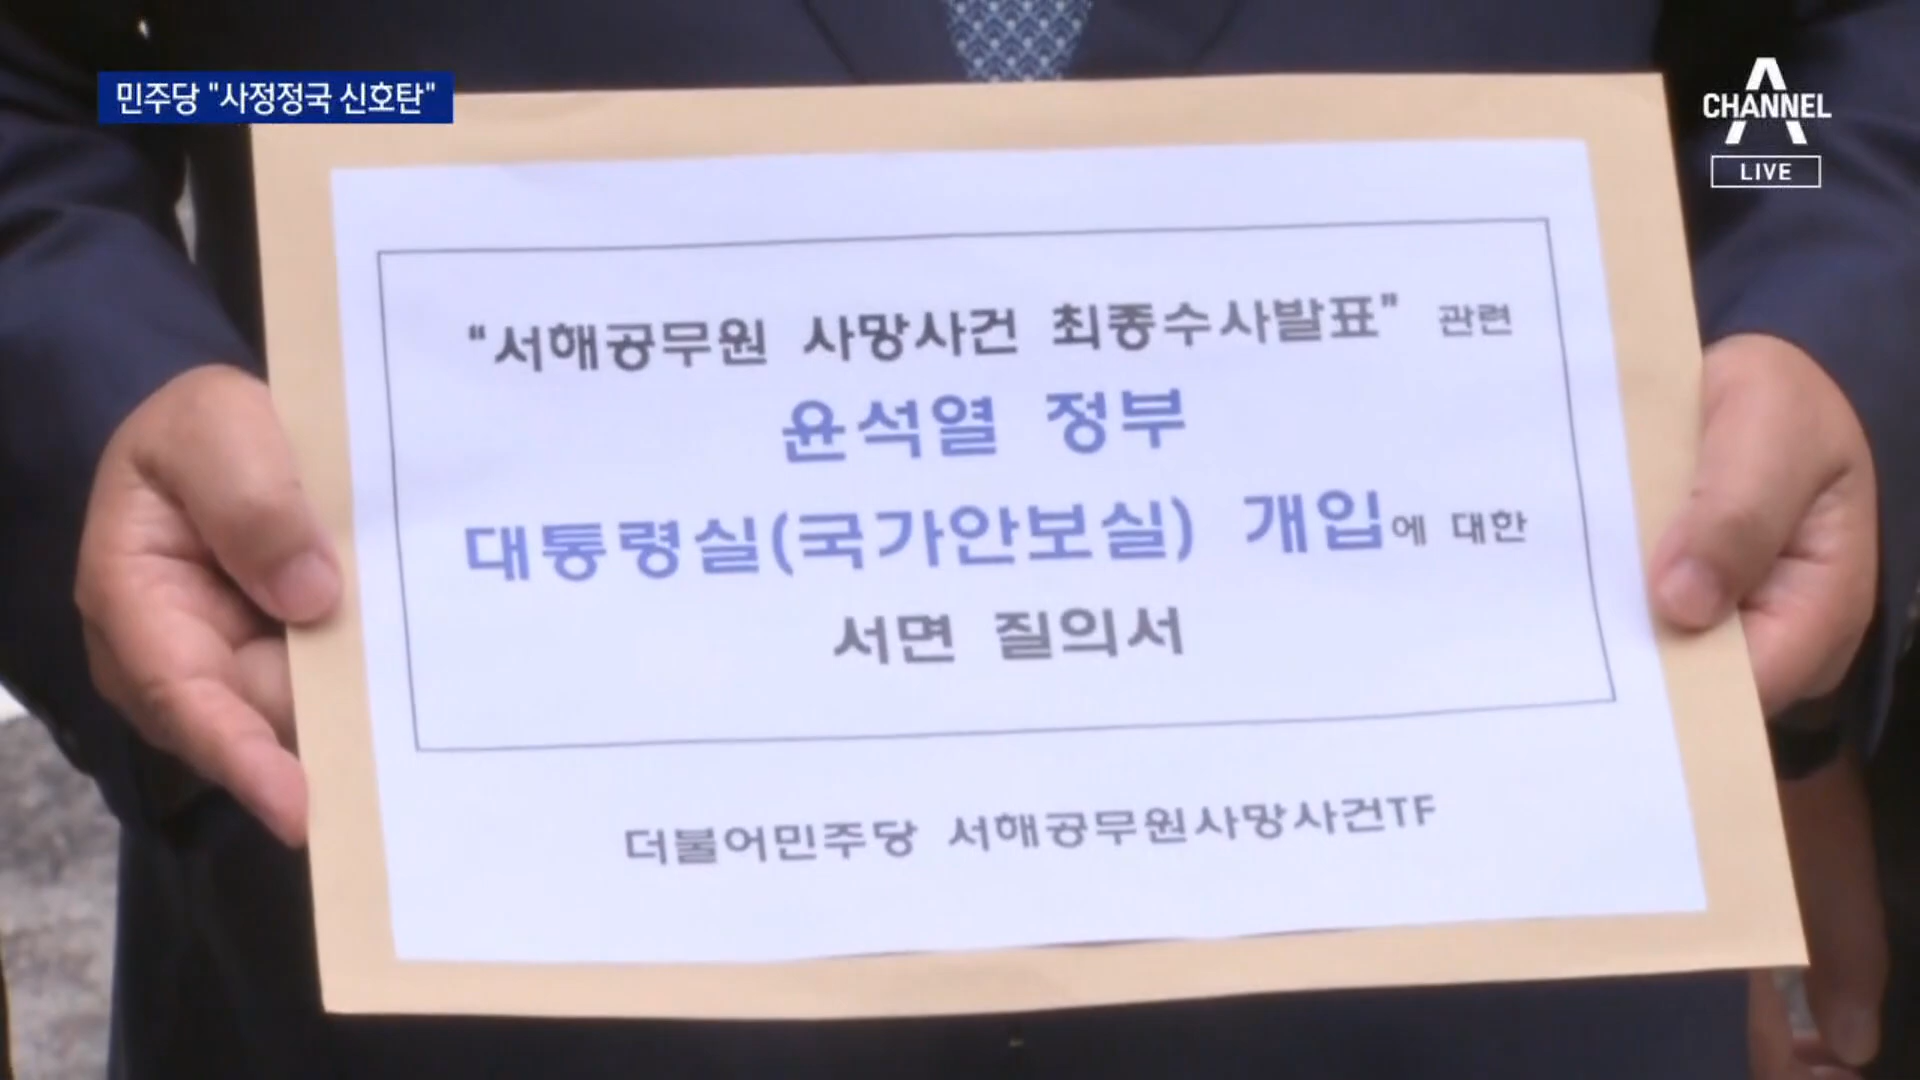 민주당 "사정정국 신호탄"
CHANNEL A
LIVE
“서해공무원 사망사건 최종수사발표” 관련
윤석열 정부
대통령실(국가안보실) 개입에 대한
서면 질의서
더불어민주당 서해공무원사망사건TF